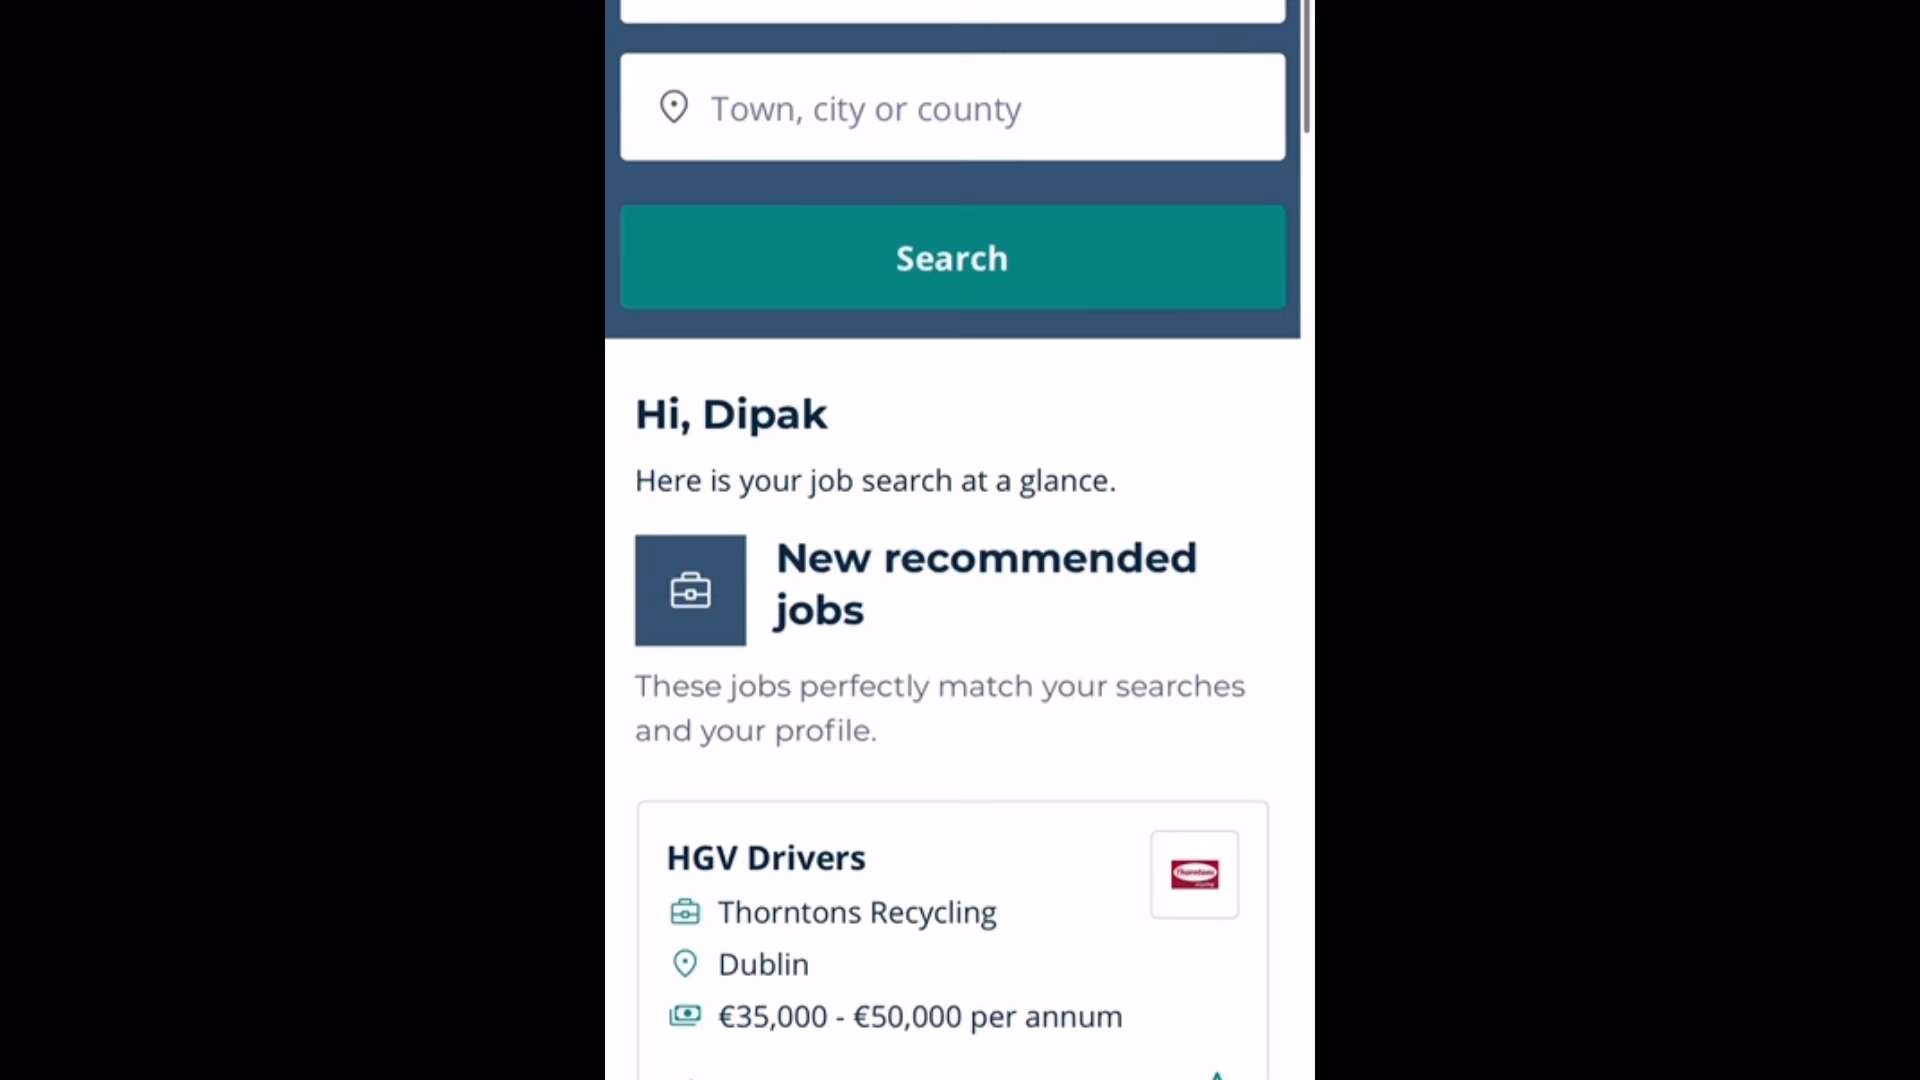 Town, city or county
Search
Hi, Dipak
Here is your job search at a glance.
New recommended
jobs
These jobs perfectly match your searches
and your profile.
HGV Drivers
Thorntons
Thorntons Recycling
Dublin
€35,000 - €50,000 per annum